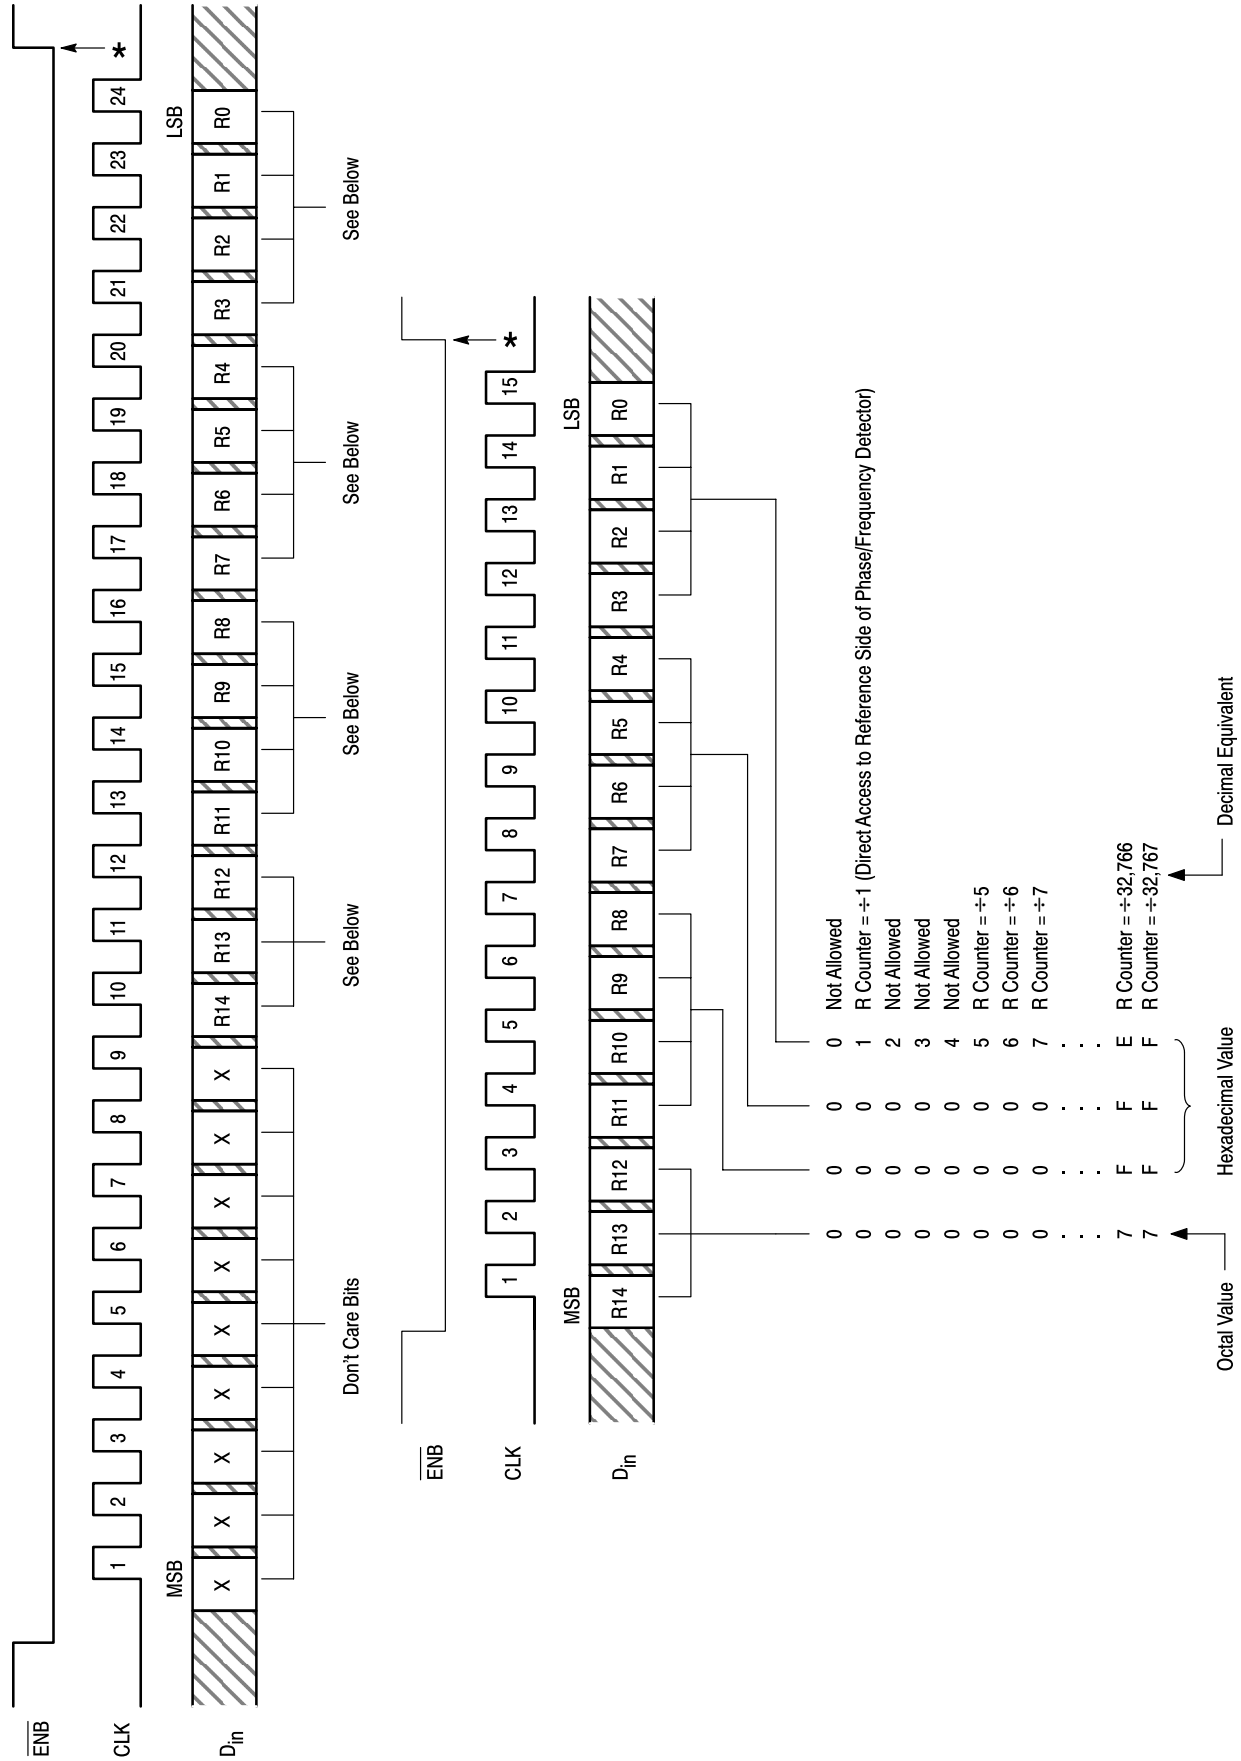 ENB
CLK
1 2 3 4 5 6 7 8 9 10 11 12 13 14 15 16 17 18 19 20 21 22 23 24 *
MSB LSB
Din
X X X X X X X X X R14 R13 R12 R11 R10 R9 R8 R7 R6 R5 R4 R3 R2 R1 R0
Don't Care Bits See Below See Below See Below See Below
ENB
CLK
1 2 3 4 5 6 7 8 9 10 11 12 13 14 15 *
MSB LSB
Din
R14 R13 R12 R11 R10 R9 R8 R7 R6 R5 R4 R3 R2 R1 R0
0 0 0 0 Not Allowed
0 0 0 1 R Counter = ÷1 (Direct Access to Reference Side of Phase/Frequency Detector)
0 0 0 2 Not Allowed
0 0 0 3 Not Allowed
0 0 0 4 Not Allowed
0 0 0 5 R Counter = ÷5
0 0 0 6 R Counter = ÷6
0 0 0 7 R Counter = ÷7
. . . .
. . . .
. . . .
7 F F E R Counter = ÷32,766
7 F F F R Counter = ÷32,767
Octal Value Hexadecimal Value Decimal Equivalent